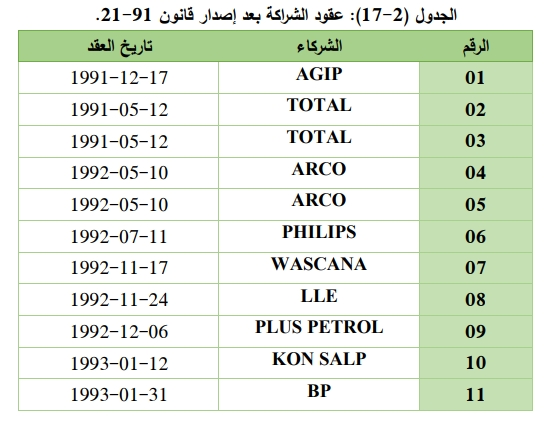 الجدول (2-17): عقود الشراكة بعد إصدار قانون 91-21.
الرقم الشركاء تاريخ العقد
01 AGIP 1991-12-17
02 TOTAL 1991-05-12
03 TOTAL 1991-05-12
04 ARCO 1992-05-10
05 ARCO 1992-05-10
06 PHILIPS 1992-07-11
07 WASCANA 1992-11-17
08 LLE 1992-11-24
09 PLUS PETROL 1992-12-06
10 KON SALP 1993-01-12
11 BP 1993-01-31